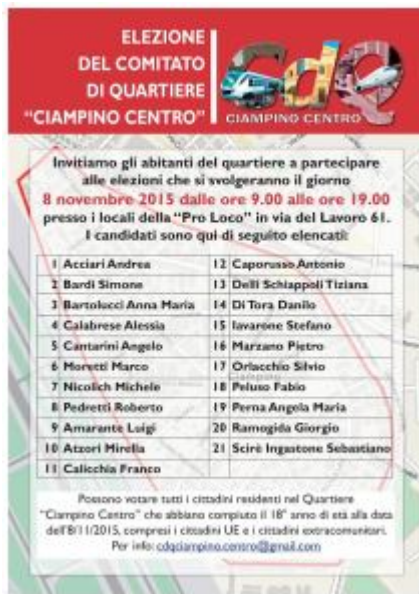 ELEZIONE
DEL COMITATO
DI QUARTIERE
“CIAMPINO CENTRO”
CdQ
CIAMPINO CENTRO
Invitiamo gli abitanti del quartiere a partecipare
alle elezioni che si svolgeranno il giorno
8 novembre 2015 dalle ore 9.00 alle ore 19.00
presso i locali della “Pro Loco” in via del Lavoro 61.
I candidati sono qui di seguito elencati:
1 Acciari Andrea
2 Bardi Simone
3 Bartolucci Anna Maria
4 Calabrese Alessia
5 Cantarini Angelo
6 Moretti Marco
7 Nicolich Michele
8 Pedretti Roberto
9 Amarante Luigi
10 Atzori Mirella
11 Calicchia Franco
12 Caporusso Antonio
13 Delli Schiappoli Tiziana
14 Di Tora Danilo
15 Iavarone Stefano
16 Marzano Pietro
17 Orlacchio Silvio
18 Peluso Fabio
19 Perna Angela Maria
20 Ramogida Giorgio
21 Scirè Ingastone Sebastiano
Possono votare tutti i cittadini residenti nel Quartiere
“Ciampino Centro” che abbiano compiuto il 18° anno di età alla data
dell'8/11/2015, compresi i cittadini UE e i cittadini extracomunitari.
Per info: cdqciampino.centro@gmail.com